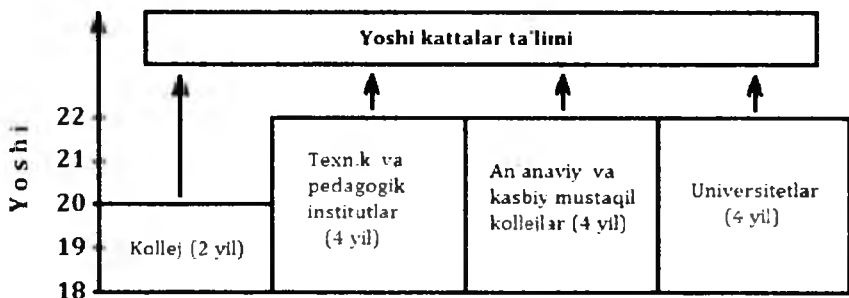 Yoshi kattalar ta'limi
Yoshi
22
21
20
19
18
Kollej (2 yil)
Texnik va
pedagogik
institutlar
(4 yil)
An anaviy va
kasbiy mustaqil
kollejlar (4 yil)
Universitetlar
(4 yil)